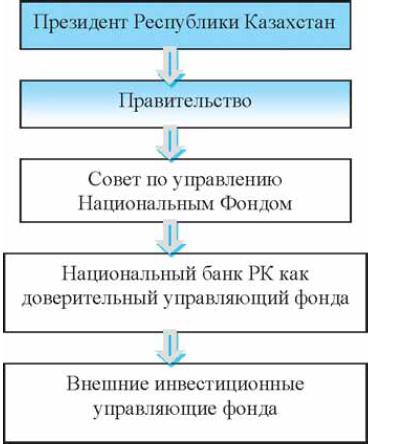 Президент Республики Казахстан
Правительство
Совет по управлению
Национальным Фондом
Национальный банк РК как
доверительный управляющий фонда
Внешние инвестиционные
управляющие фонда